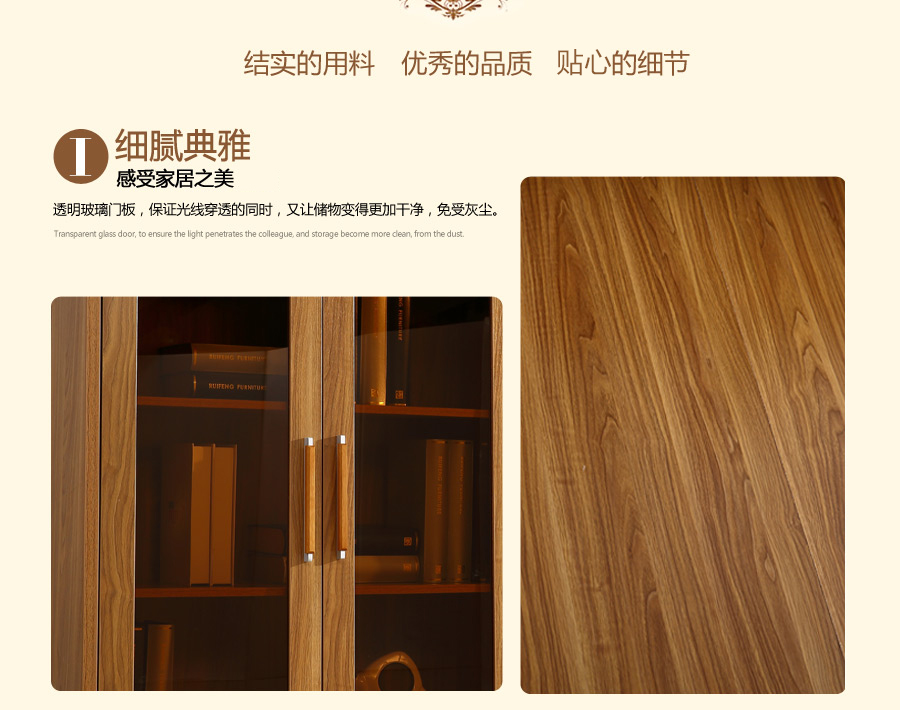 结实的用料 优秀的品质 贴心的细节
I
细腻典雅
感受家居之美
透明玻璃门板，保证光线穿透的同时，又让储物变得更加干净，免受灰尘。
Transparent glass door, to ensure the light penetrates the colleague, and storage become more clean, from the dust.
RUIFENG FURNITURE
RUIFENG FURNITURE